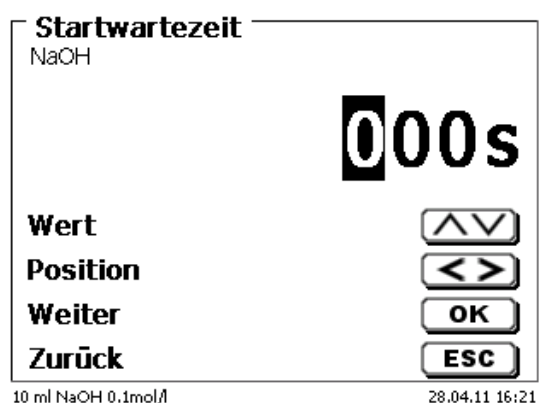 Startwartezeit
NaOH
000s
Wert
Position
Weiter OK
Zurück ESC
10 ml NaOH 0.1mol/l 28.04.11 16:21